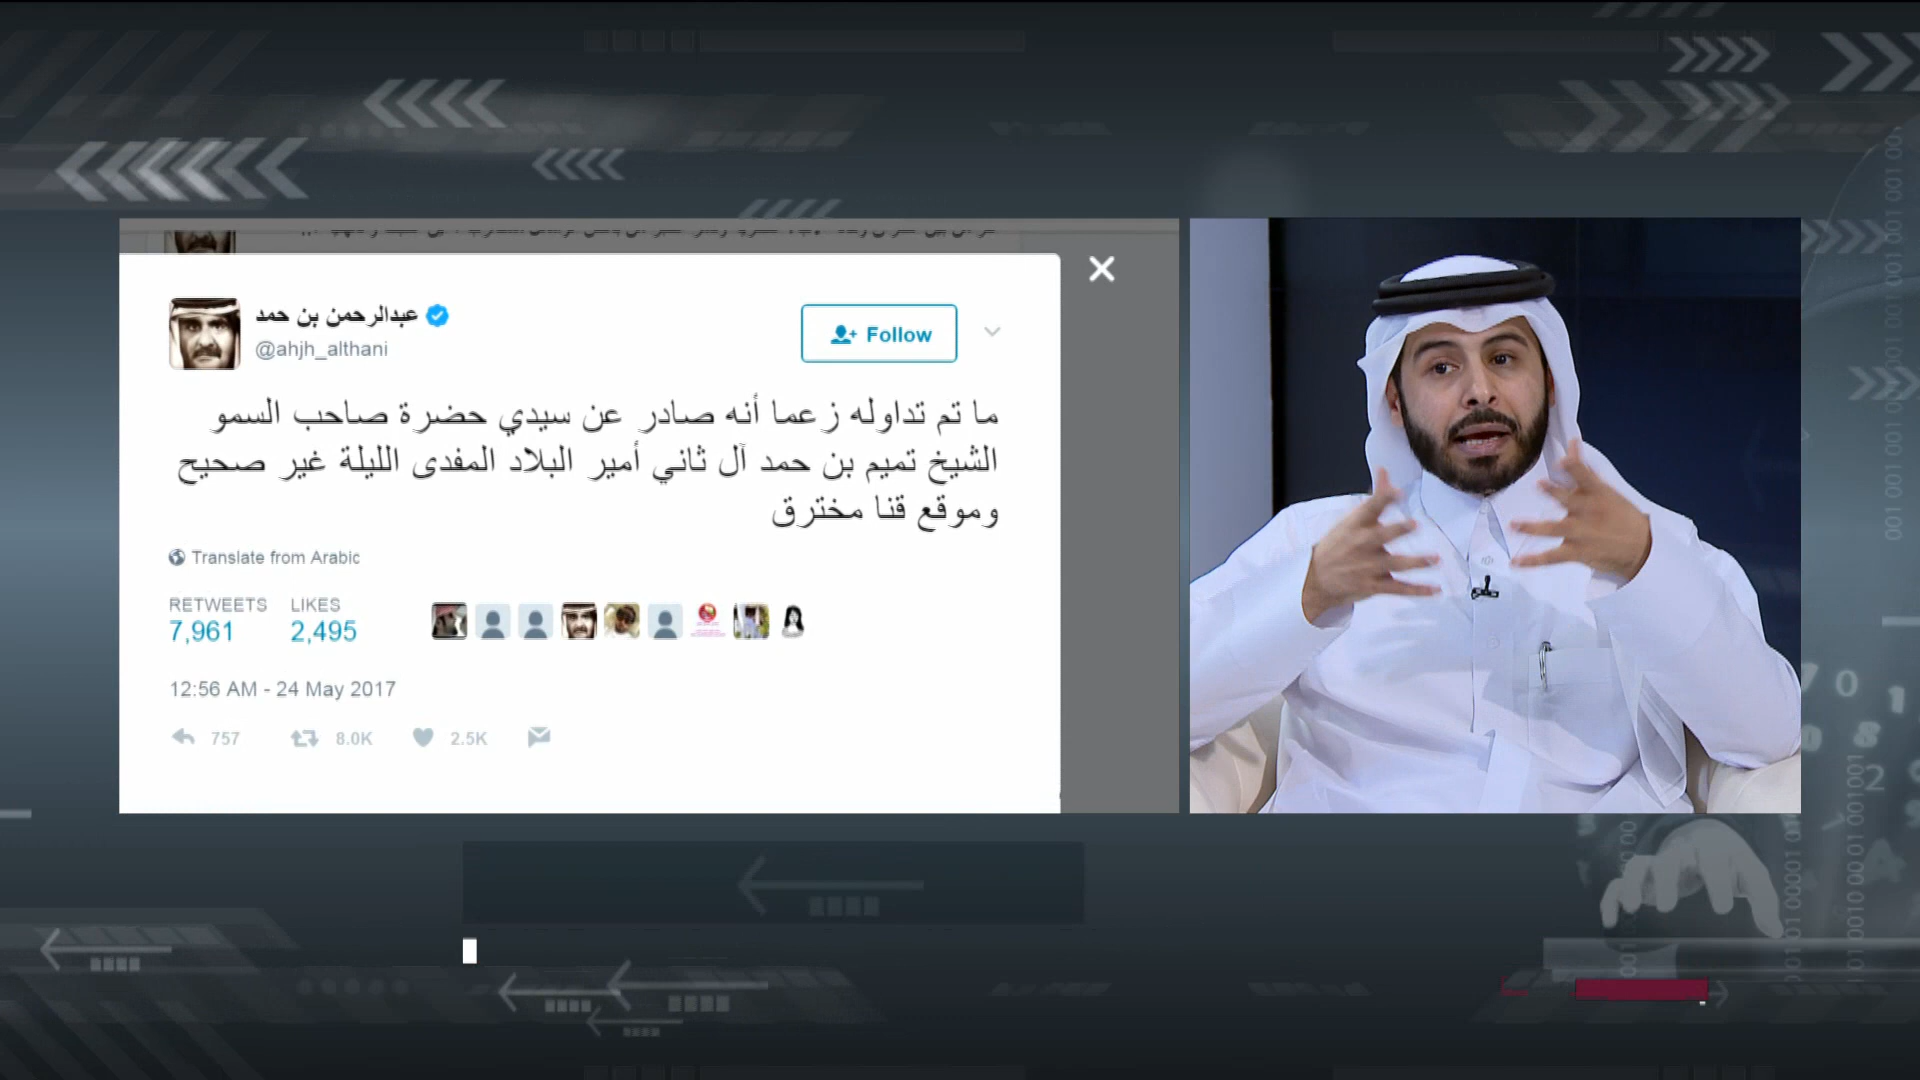 عبدالرحمن بن حمد
@ahjh_althani
Follow
ما تم تداوله زعما أنه صادر عن سيدي حضرة صاحب السمو
الشيخ تميم بن حمد آل ثاني أمير البلاد المفدى الليلة غير صحيح
وموقع قنا مخترق
Translate from Arabic
RETWEETS LIKES
7,961 2,495
12:56 AM - 24 May 2017
757 8.0K 2.5K